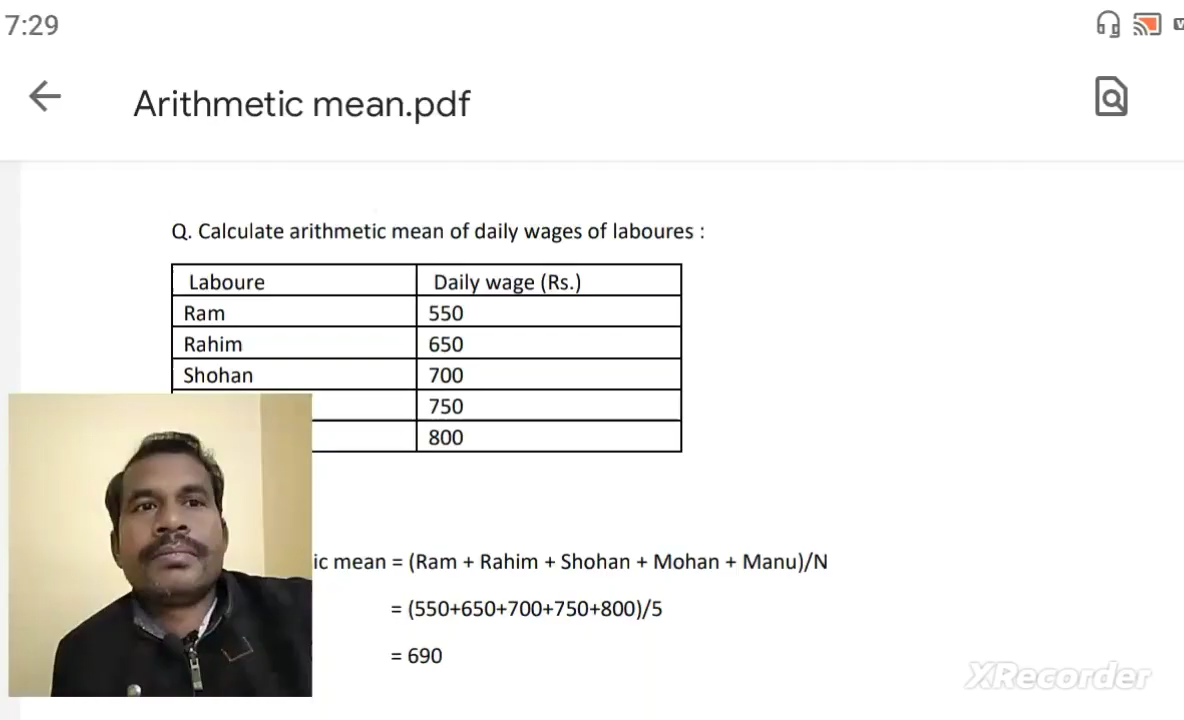 7:29
Arithmetic mean.pdf
Q. Calculate arithmetic mean of daily wages of laboures :
Laboure Daily wage (Rs.)
Ram 550
Rahim 650
Shohan 700
750
800
ic mean = (Ram + Rahim + Shohan + Mohan + Manu)/N
= (550+650+700+750+800)/5
= 690
XRecorder